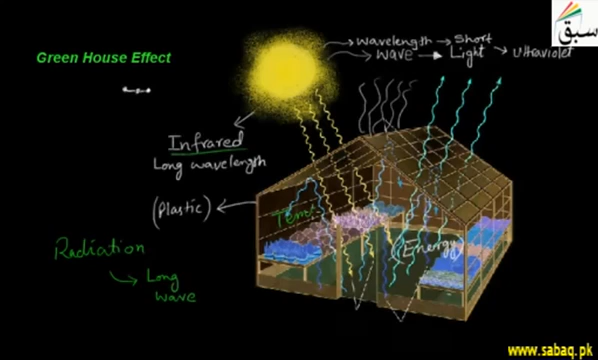 سبق
Green House Effect
wavelength → Short
wave → Light → Ultraviolet
Infrared
Long wavelength
(Plastic)
Tem
(Energy)
Radiation
Long
wave
www.sabaq.pk